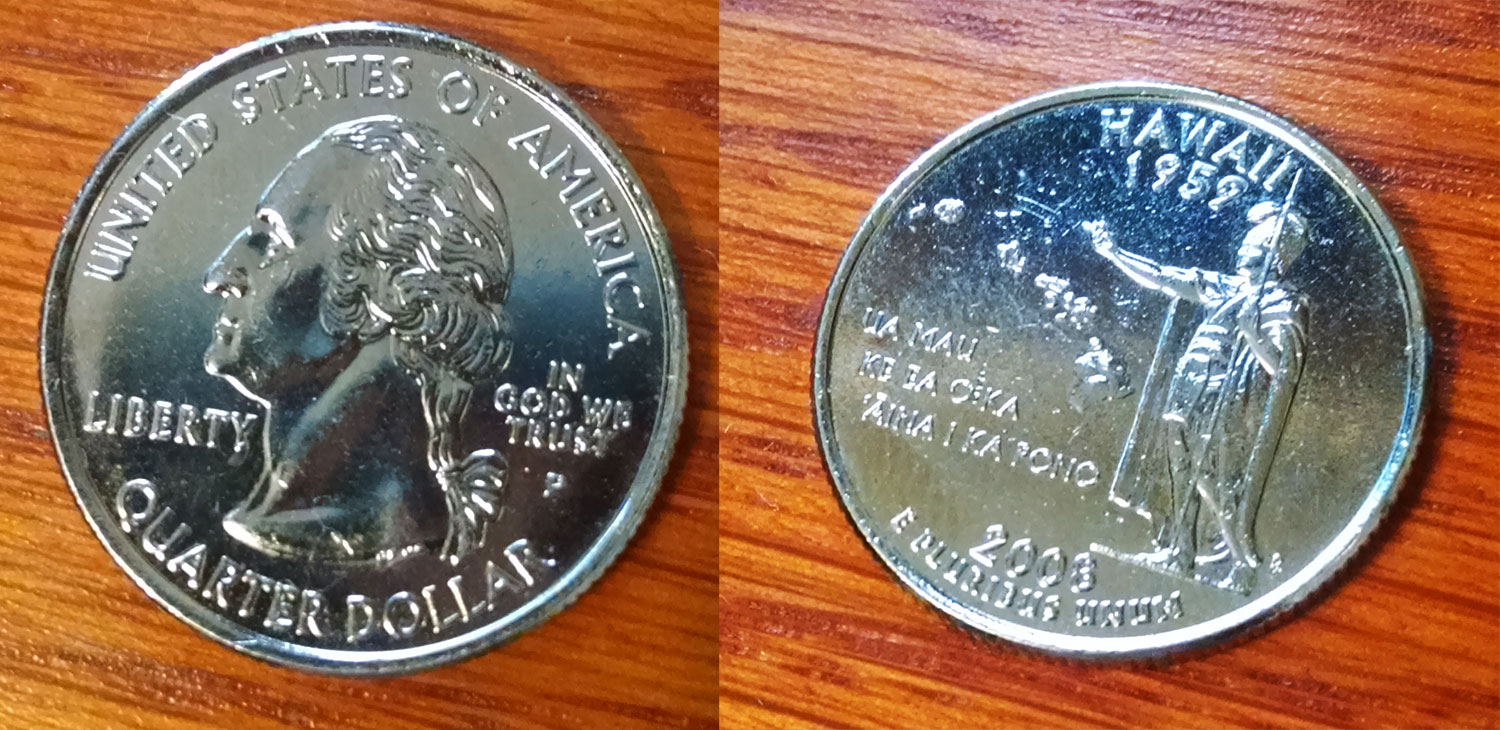 UNITED STATES OF AMERICA
LIBERTY
IN
GOD WE
TRUST
P
QUARTER DOLLAR
HAWAII
1959
UA MAU
KE EA O KA
ʻĀINA I KA PONO
2008
E PLURIBUS UNUM